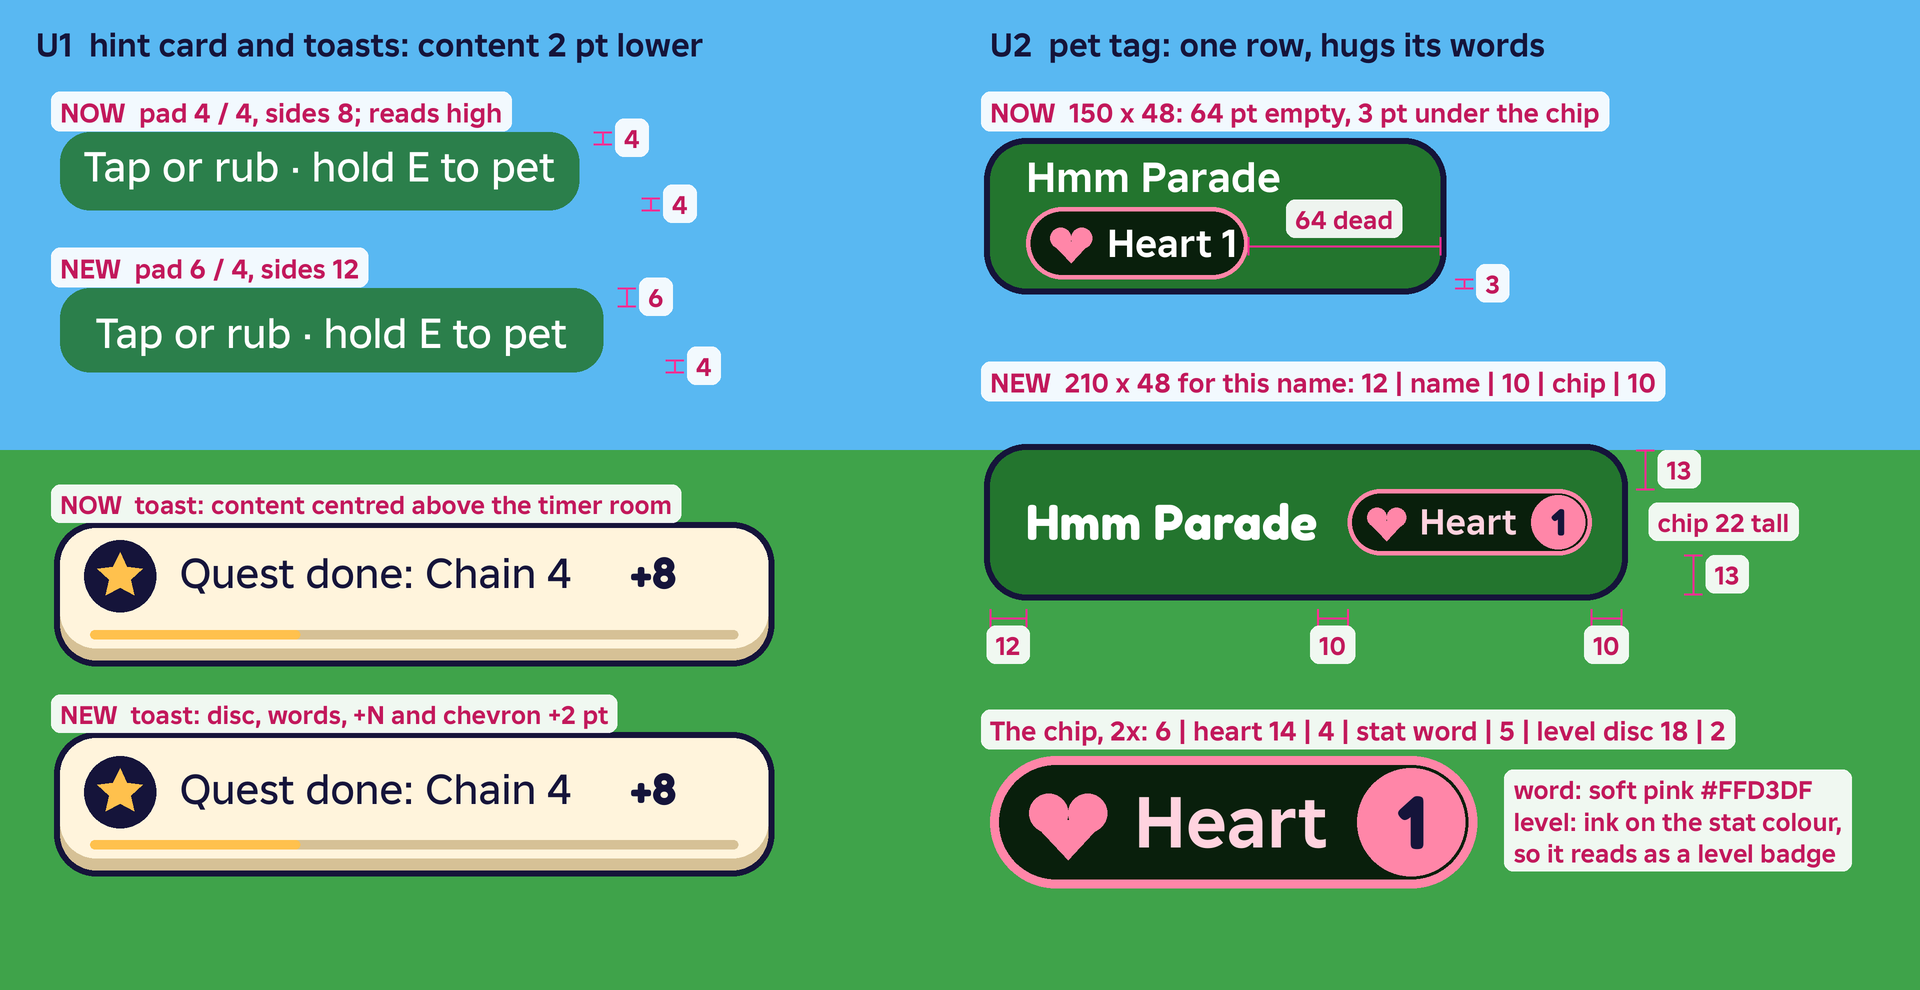 U1 hint card and toasts: content 2 pt lower
NOW pad 4 / 4, sides 8; reads high
4
Tap or rub · hold E to pet
4
NEW pad 6 / 4, sides 12
6
Tap or rub · hold E to pet
4
NOW toast: content centred above the timer room
Quest done: Chain 4 +8
NEW toast: disc, words, +N and chevron +2 pt
Quest done: Chain 4 +8
U2 pet tag: one row, hugs its words
NOW 150 x 48: 64 pt empty, 3 pt under the chip
Hmm Parade
64 dead
Heart 1
3
NEW 210 x 48 for this name: 12 | name | 10 | chip | 10
13
Hmm Parade Heart 1
chip 22 tall
13
12 10 10
The chip, 2x: 6 | heart 14 | 4 | stat word | 5 | level disc 18 | 2
Heart 1
word: soft pink #FFD3DF
level: ink on the stat colour,
so it reads as a level badge